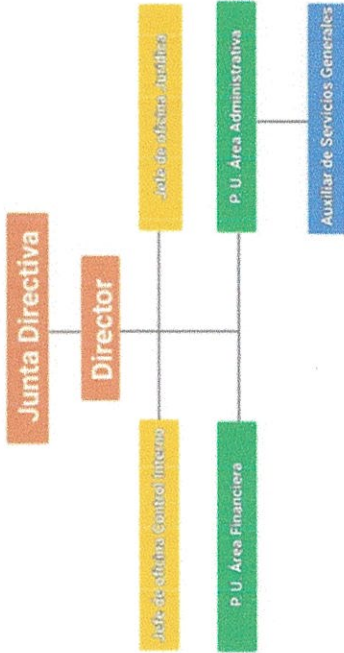 Junta Directiva
Director
Jefe de oficina Control Interno
Jefe de oficina Jurídica
P. U. Área Financiera
P. U. Área Administrativa
Auxiliar de Servicios Generales